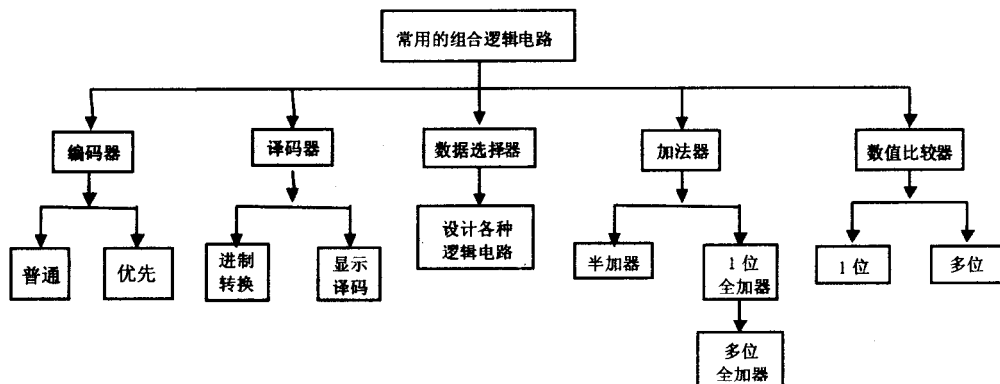 常用的组合逻辑电路
编码器
译码器
数据选择器
加法器
数值比较器
普通
优先
进制
转换
显示
译码
设计各种
逻辑电路
半加器
1位
全加器
1位
多位
多位
全加器